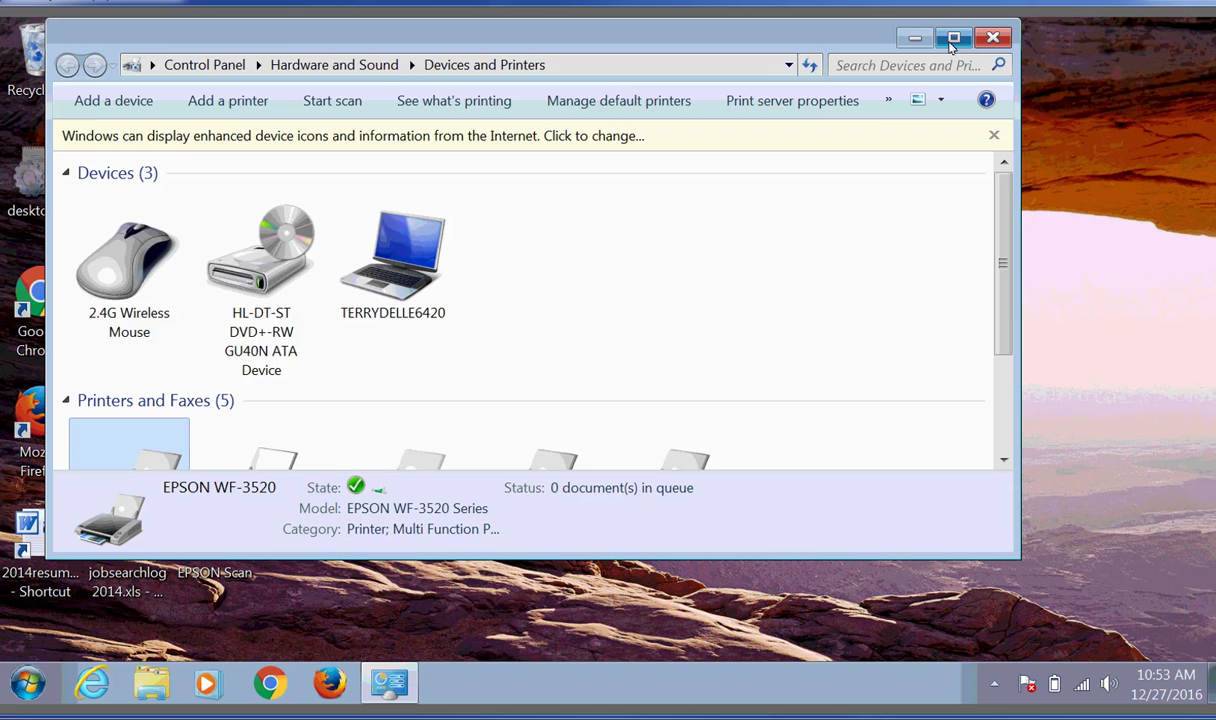 Control Panel Hardware and Sound Devices and Printers Search Devices and Pri...
Add a device Add a printer Start scan See what's printing Manage default printers Print server properties »
Windows can display enhanced device icons and information from the Internet. Click to change...
Devices (3)
2.4G Wireless
Mouse
HL-DT-ST
DVD+-RW
GU40N ATA
Device
TERRYDELLE6420
Printers and Faxes (5)
EPSON WF-3520
State:
Status: 0 document(s) in queue
Model: EPSON WF-3520 Series
Category: Printer; Multi Function P...
Recycl
deskto
Goo
Chro
Moz
Firef
2014resum...
- Shortcut
jobsearchlog
2014.xls - ...
EPSON Scan
10:53 AM
12/27/2016